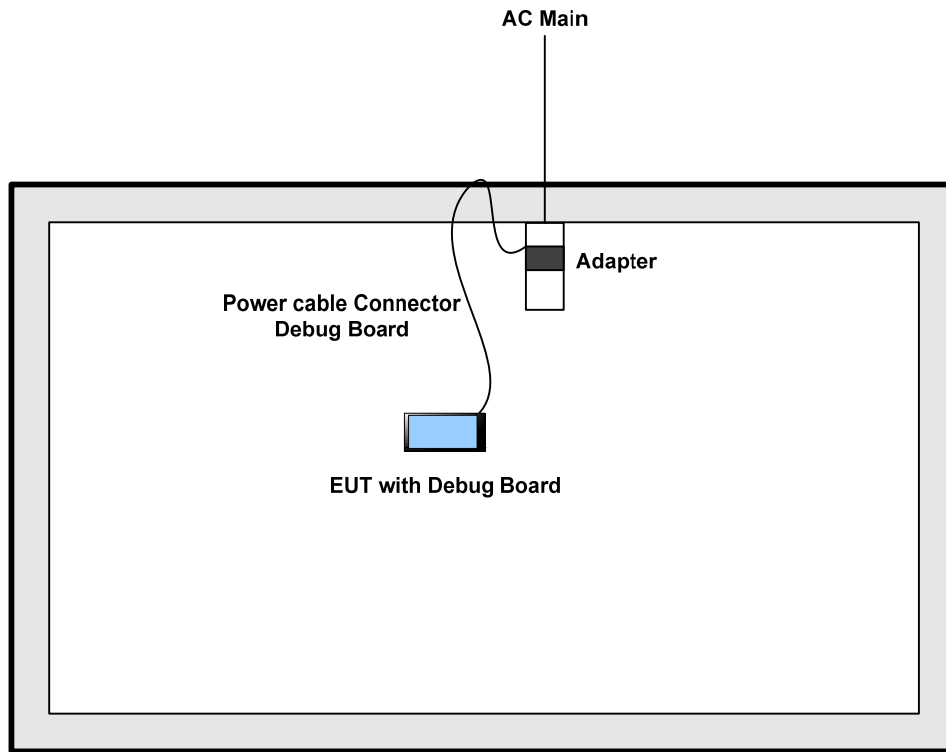 AC Main
Adapter
Power cable Connector
Debug Board
EUT with Debug Board